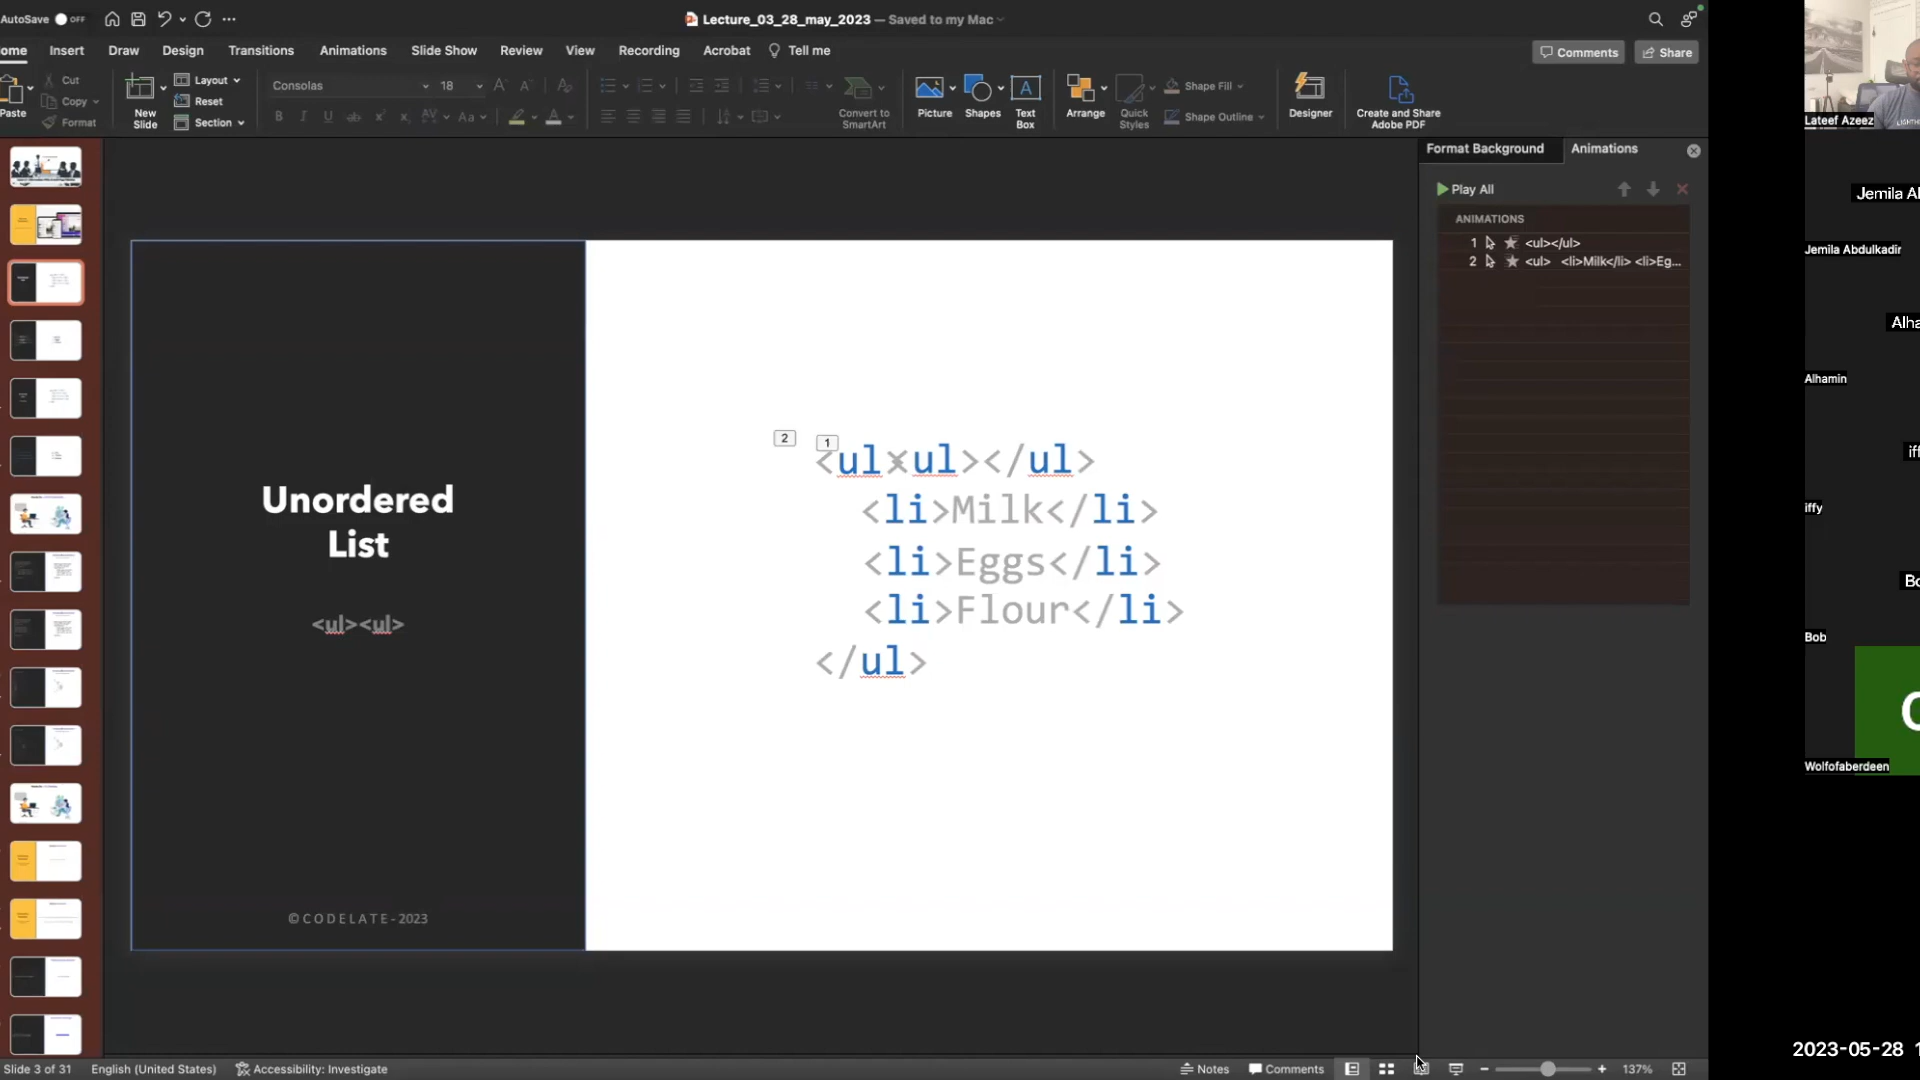 AutoSave OFF
Lecture_03_28_may_2023 — Saved to my Mac
ome Insert Draw Design Transitions Animations Slide Show Review View Recording Acrobat Tell me
Comments Share
Paste
Cut
Copy
Format
New
Slide
Layout
Reset
Section
Consolas 18
Convert to
SmartArt
Picture
Shapes
Text
Box
Arrange
Quick
Styles
Shape Fill
Shape Outline
Designer
Create and Share
Adobe PDF
Format Background
Animations
Play All
ANIMATIONS
1 <ul></ul>
2 <ul> <li>Milk</li> <li>Eg...
Unordered
List
<ul><ul>
©CODELATE-2023
2 1
<ul><ul></ul>
<li>Milk</li>
<li>Eggs</li>
<li>Flour</li>
</ul>
Lateef Azeez
Jemila Al
Jemila Abdulkadir
Alha
Alhamin
iff
iffy
Bo
Bob
C
Wolfofaberdeen
2023-05-28 1
Slide 3 of 31
English (United States)
Accessibility: Investigate
Notes
Comments
137%